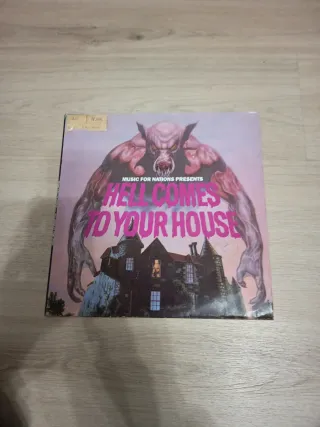 MUSIC FOR NATIONS PRESENTS
HELL COMES
TO YOUR HOUSE